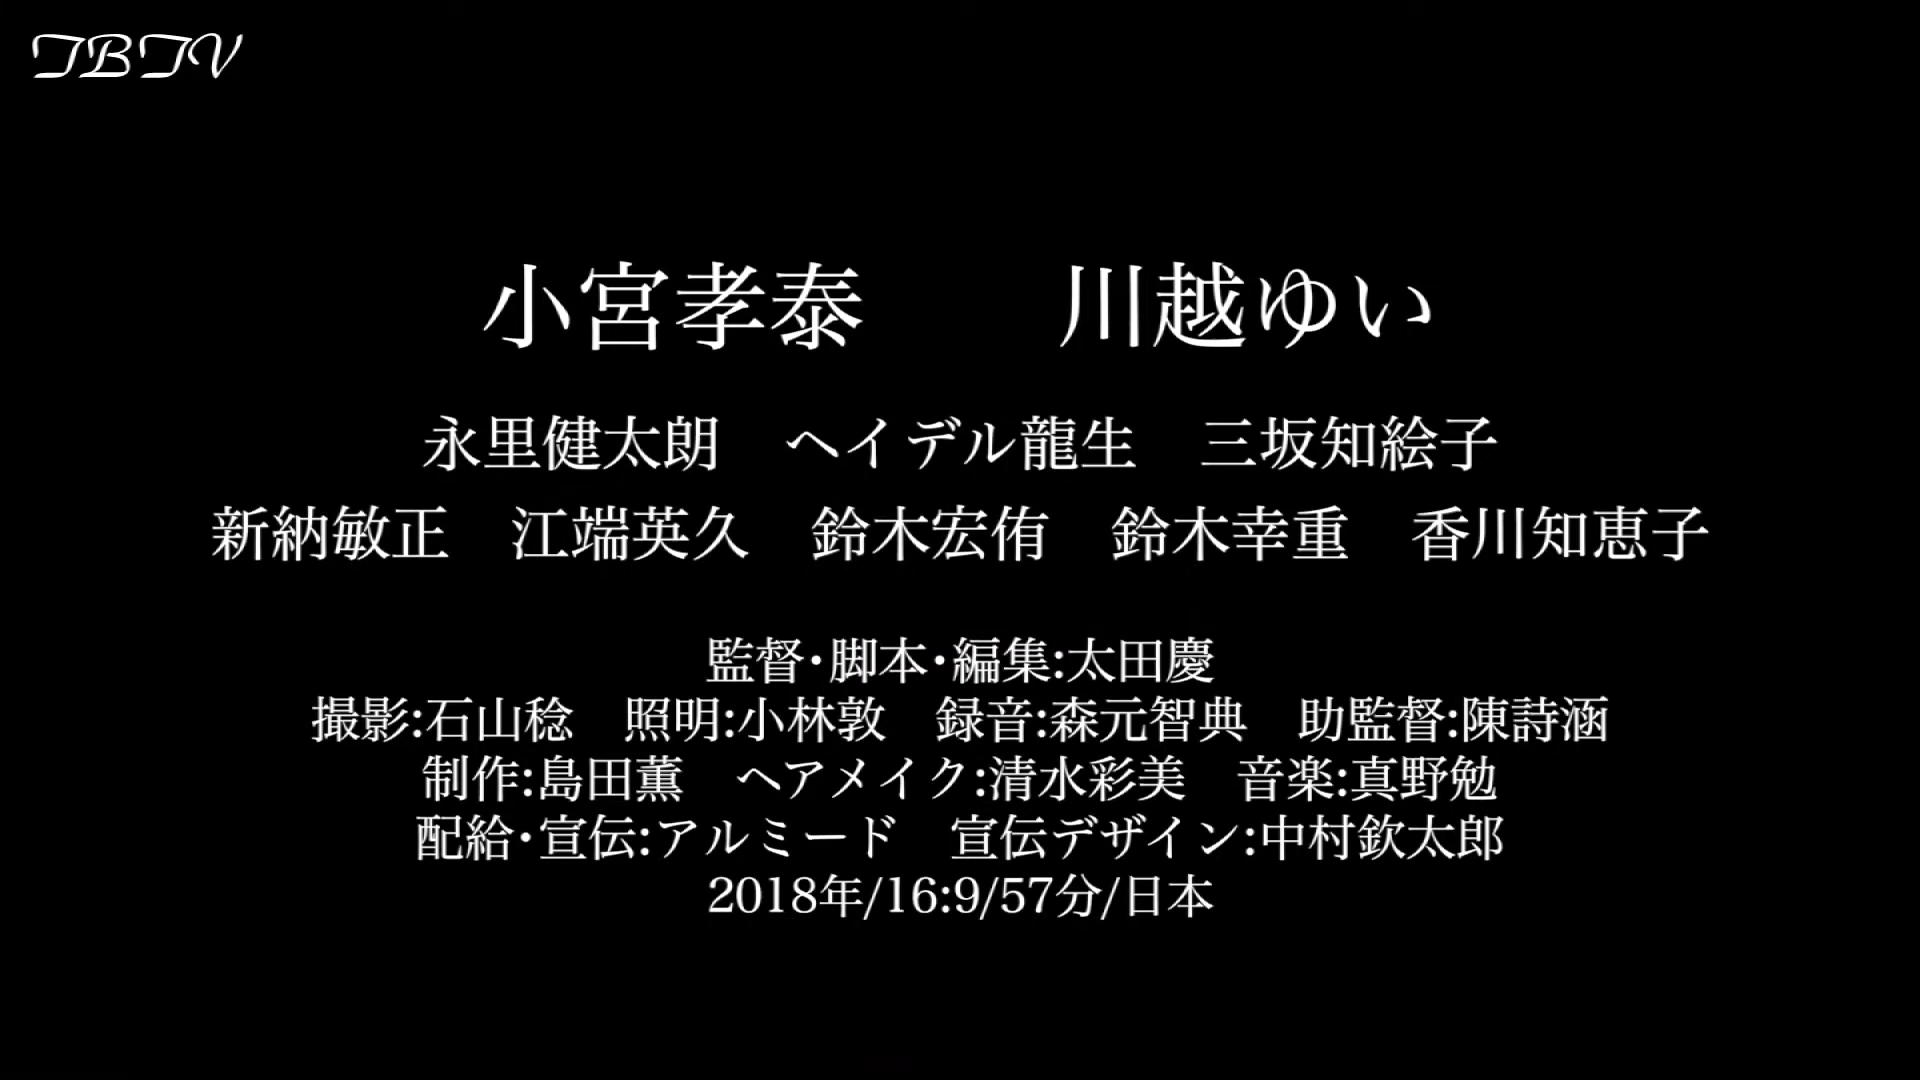 TBTV
小宮孝泰　　川越ゆい
永里健太朗　ヘイデル龍生　三坂知絵子
新納敏正　江端英久　鈴木宏侑　鈴木幸重　香川知恵子
監督・脚本・編集:太田慶
撮影:石山稔　照明:小林敦　録音:森元智典　助監督:陳詩涵
制作:島田薫　ヘアメイク:清水彩美　音楽:真野勉
配給・宣伝:アルミード　宣伝デザイン:中村欽太郎
2018年/16:9/57分/日本